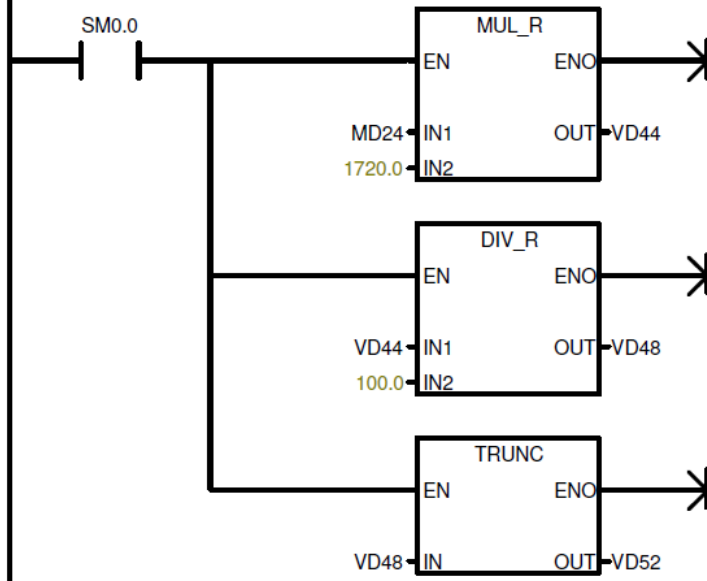 SM0.0
MUL_R
EN ENO
MD24 IN1 OUT VD44
1720.0 IN2
DIV_R
EN ENO
VD44 IN1 OUT VD48
100.0 IN2
TRUNC
EN ENO
VD48 IN OUT VD52